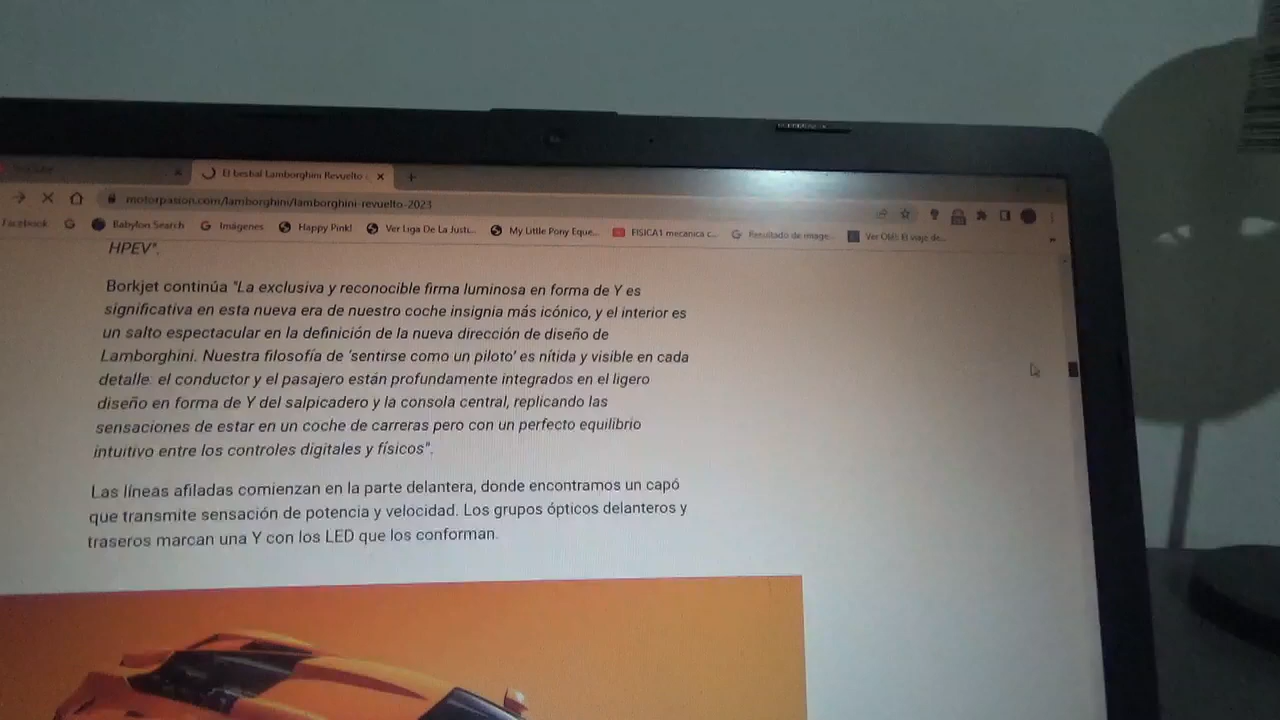 El bestial Lamborghini Revuelto
motorpasion.com/lamborghini/lamborghini-revuelto-2023
Facebook
Babylon Search
Imágenes
Happy Pink!
Ver Liga De La Justi...
My Little Pony Eque...
FISICA1 mecanica c...
Resultado de image...
Ver Olés El viaje de...
HPEV".
Borkjet continúa "La exclusiva y reconocible firma luminosa en forma de Y es
significativa en esta nueva era de nuestro coche insignia más icónico, y el interior es
un salto espectacular en la definición de la nueva dirección de diseño de
Lamborghini. Nuestra filosofía de 'sentirse como un piloto' es nítida y visible en cada
detalle: el conductor y el pasajero están profundamente integrados en el ligero
diseño en forma de Y del salpicadero y la consola central, replicando las
sensaciones de estar en un coche de carreras pero con un perfecto equilibrio
intuitivo entre los controles digitales y físicos".
Las líneas afiladas comienzan en la parte delantera, donde encontramos un capó
que transmite sensación de potencia y velocidad. Los grupos ópticos delanteros y
traseros marcan una Y con los LED que los conforman.